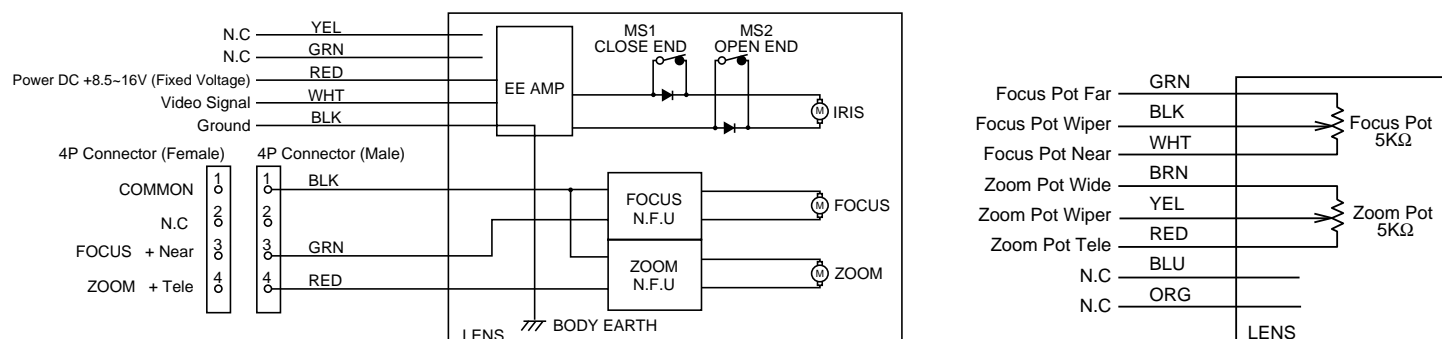 N.C YEL
N.C GRN
Power DC +8.5~16V (Fixed Voltage) RED
Video Signal WHT
Ground BLK
EE AMP
MS1
CLOSE END
MS2
OPEN END
M
IRIS
4P Connector (Female) 4P Connector (Male)
COMMON 1 1 BLK
N.C 2 2
FOCUS + Near 3 3 GRN
ZOOM + Tele 4 4 RED
FOCUS
N.F.U
M
FOCUS
ZOOM
N.F.U
M
ZOOM
BODY EARTH
LENS
Focus Pot Far GRN
Focus Pot Wiper BLK
Focus Pot Near WHT
Focus Pot
5KΩ
Zoom Pot Wide BRN
Zoom Pot Wiper YEL
Zoom Pot Tele RED
Zoom Pot
5KΩ
N.C BLU
N.C ORG
LENS